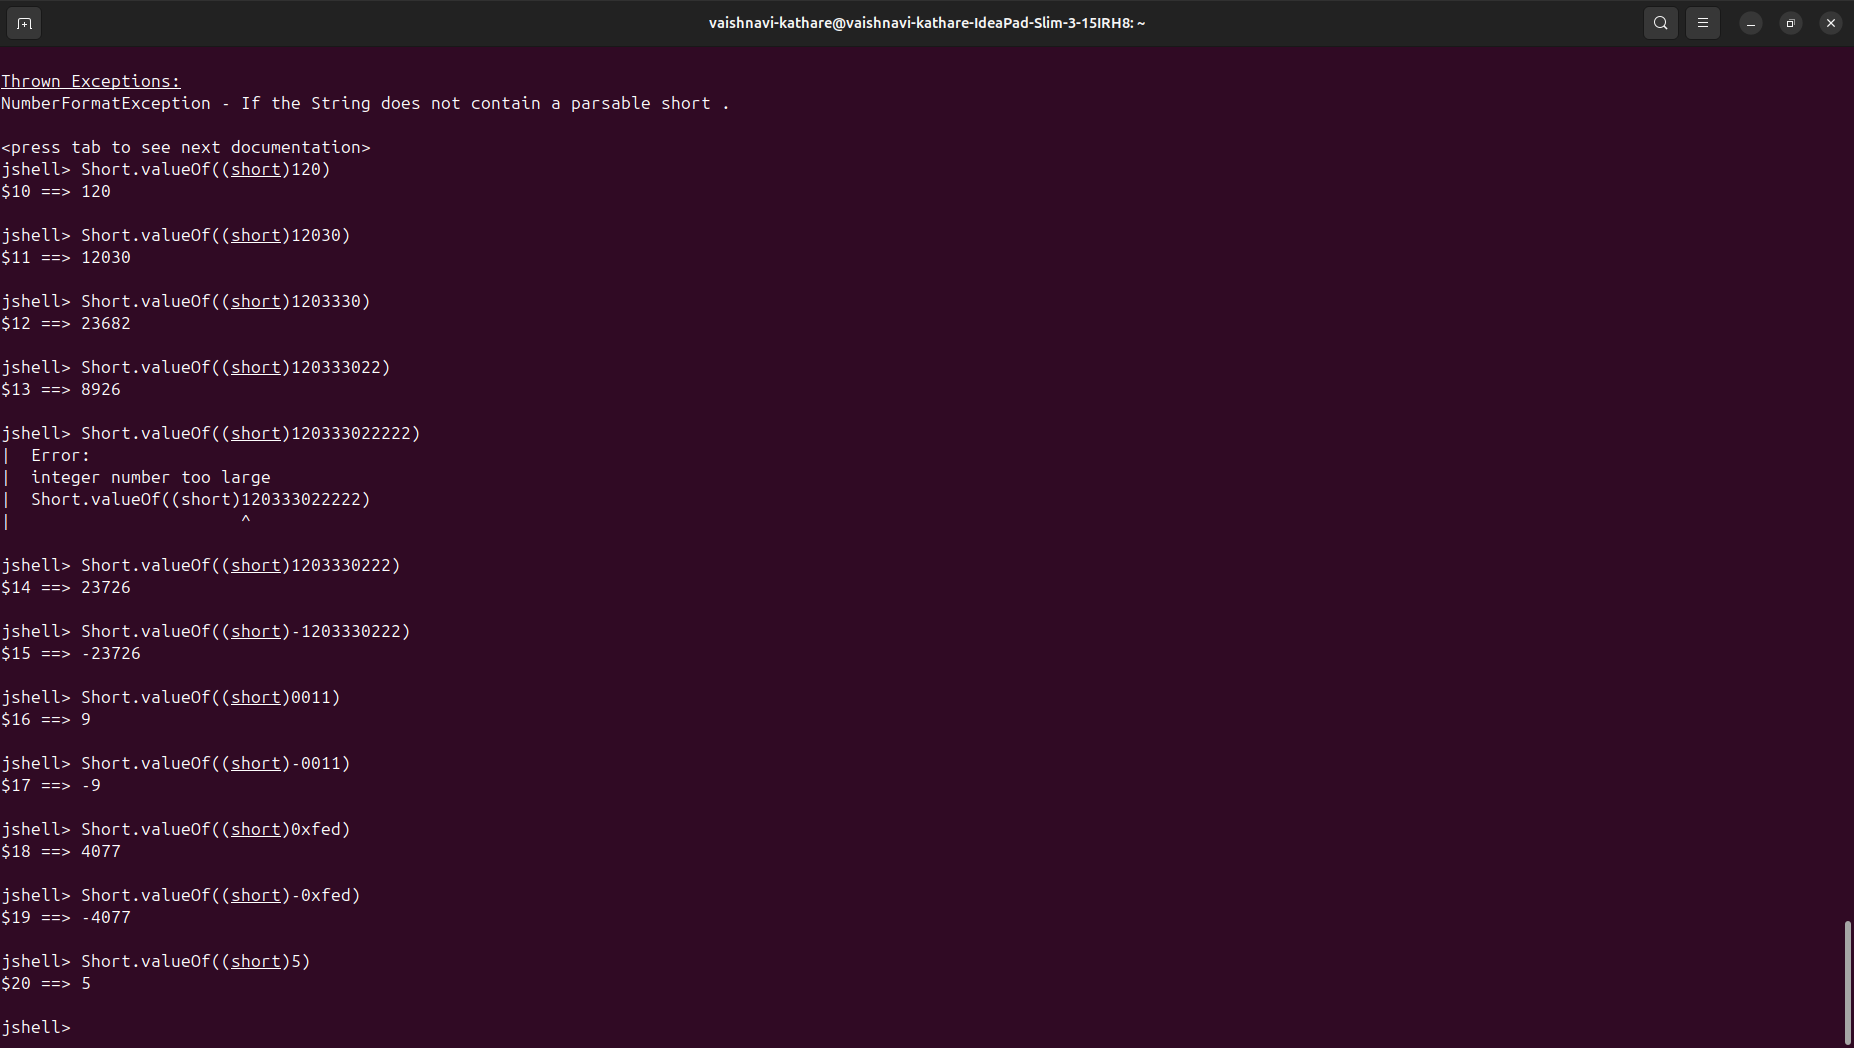 vaishnavi-kathare@vaishnavi-kathare-IdeaPad-Slim-3-15IRH8: ~
Thrown Exceptions:
NumberFormatException - If the String does not contain a parsable short .
<press tab to see next documentation>
jshell> Short.valueOf((short)120)
$10 ==> 120
jshell> Short.valueOf((short)12030)
$11 ==> 12030
jshell> Short.valueOf((short)1203330)
$12 ==> 23682
jshell> Short.valueOf((short)120333022)
$13 ==> 8926
jshell> Short.valueOf((short)120333022222)
|  Error:
|  integer number too large
|  Short.valueOf((short)120333022222)
|                       ^
jshell> Short.valueOf((short)1203330222)
$14 ==> 23726
jshell> Short.valueOf((short)-1203330222)
$15 ==> -23726
jshell> Short.valueOf((short)0011)
$16 ==> 9
jshell> Short.valueOf((short)-0011)
$17 ==> -9
jshell> Short.valueOf((short)0xfed)
$18 ==> 4077
jshell> Short.valueOf((short)-0xfed)
$19 ==> -4077
jshell> Short.valueOf((short)5)
$20 ==> 5
jshell>